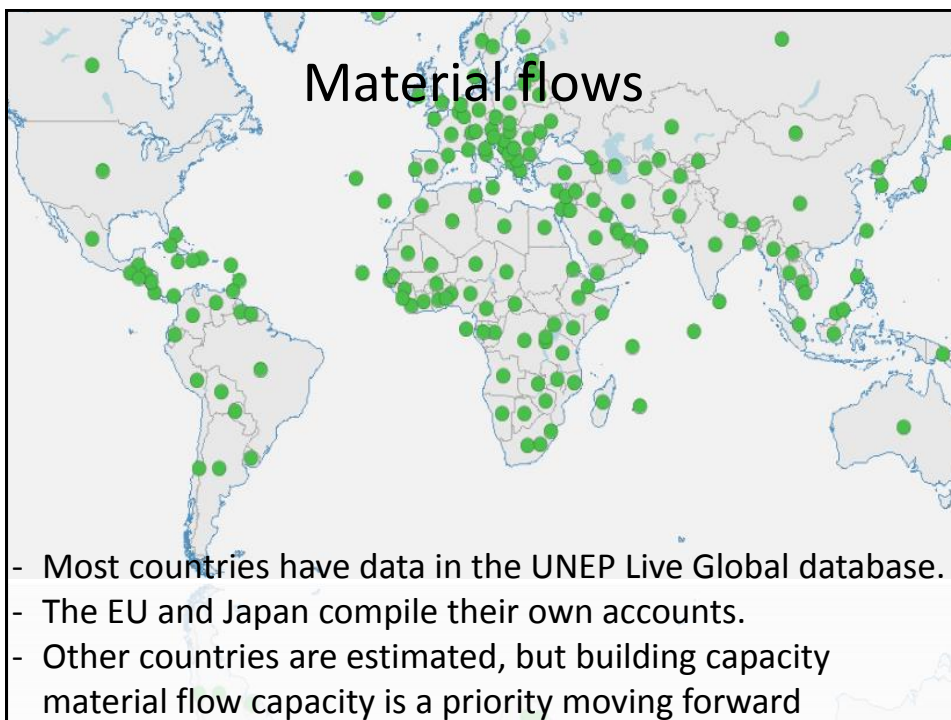 Material flows
- Most countries have data in the UNEP Live Global database.
- The EU and Japan compile their own accounts.
- Other countries are estimated, but building capacity
material flow capacity is a priority moving forward